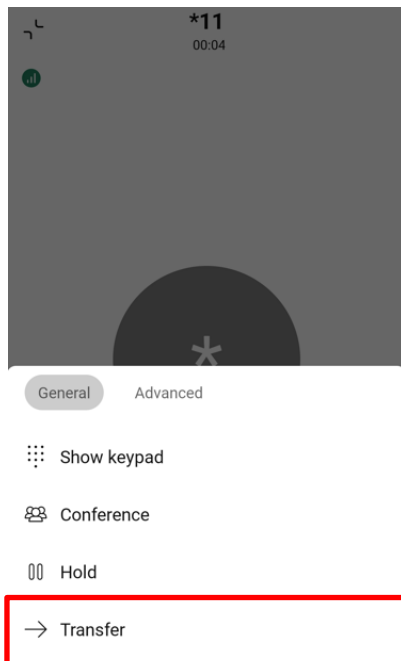 *11
00:04
*
General Advanced
Show keypad
Conference
Hold
Transfer